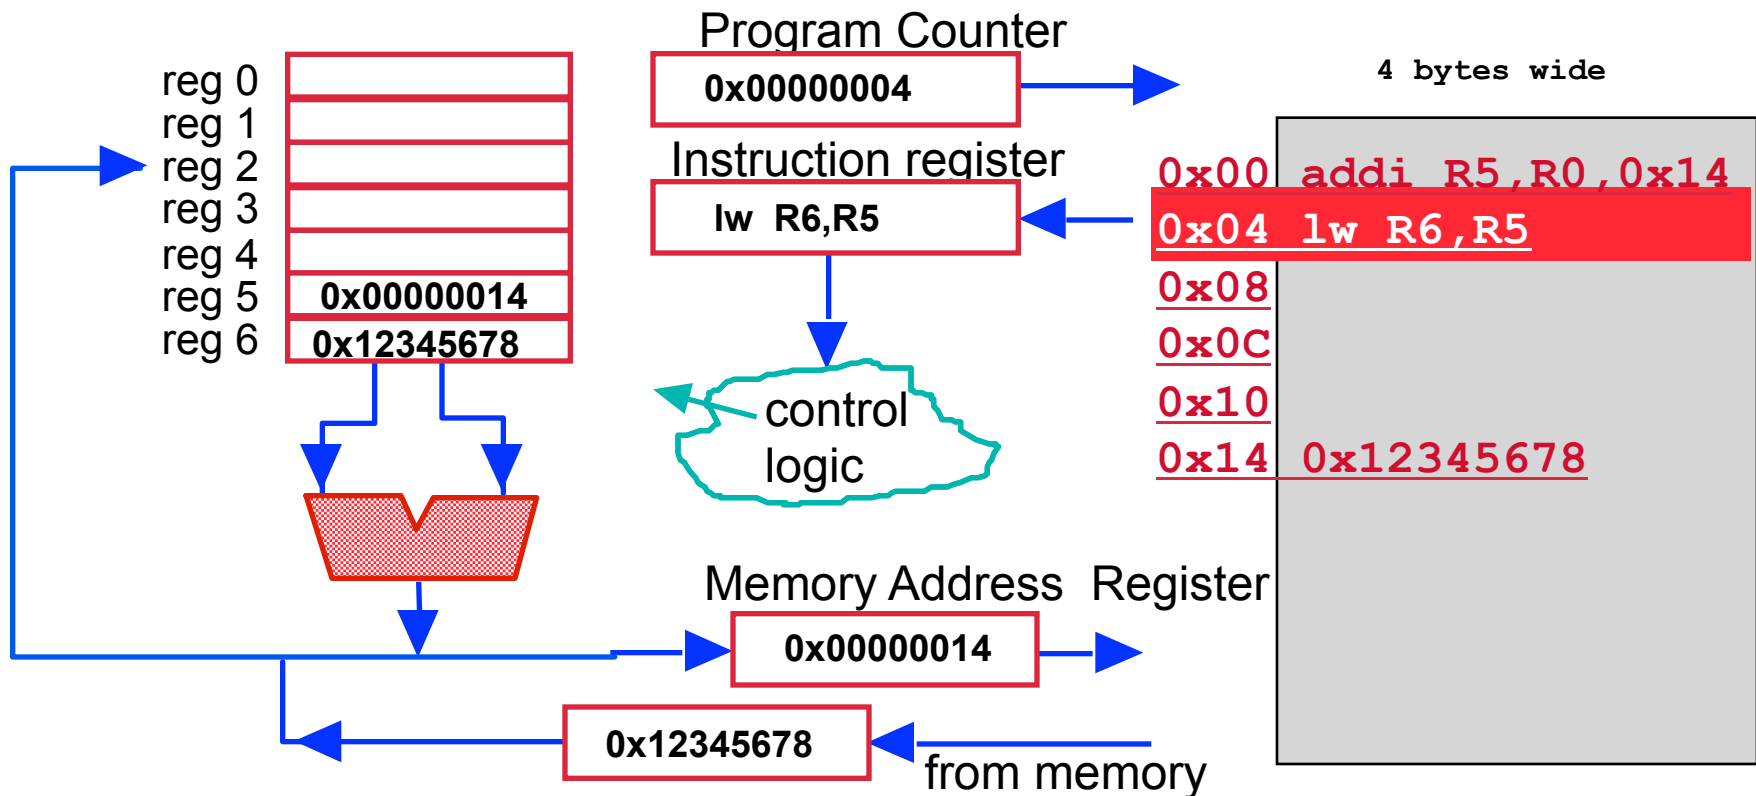 Program Counter
0x00000004
4 bytes wide
reg 0
reg 1
reg 2
reg 3
reg 4
reg 5 0x00000014
reg 6 0x12345678
Instruction register
lw R6,R5
0x00 addi R5,R0,0x14
0x04 lw R6,R5
0x08
0x0C
0x10
0x14 0x12345678
control
logic
Memory Address Register
0x00000014
0x12345678
from memory